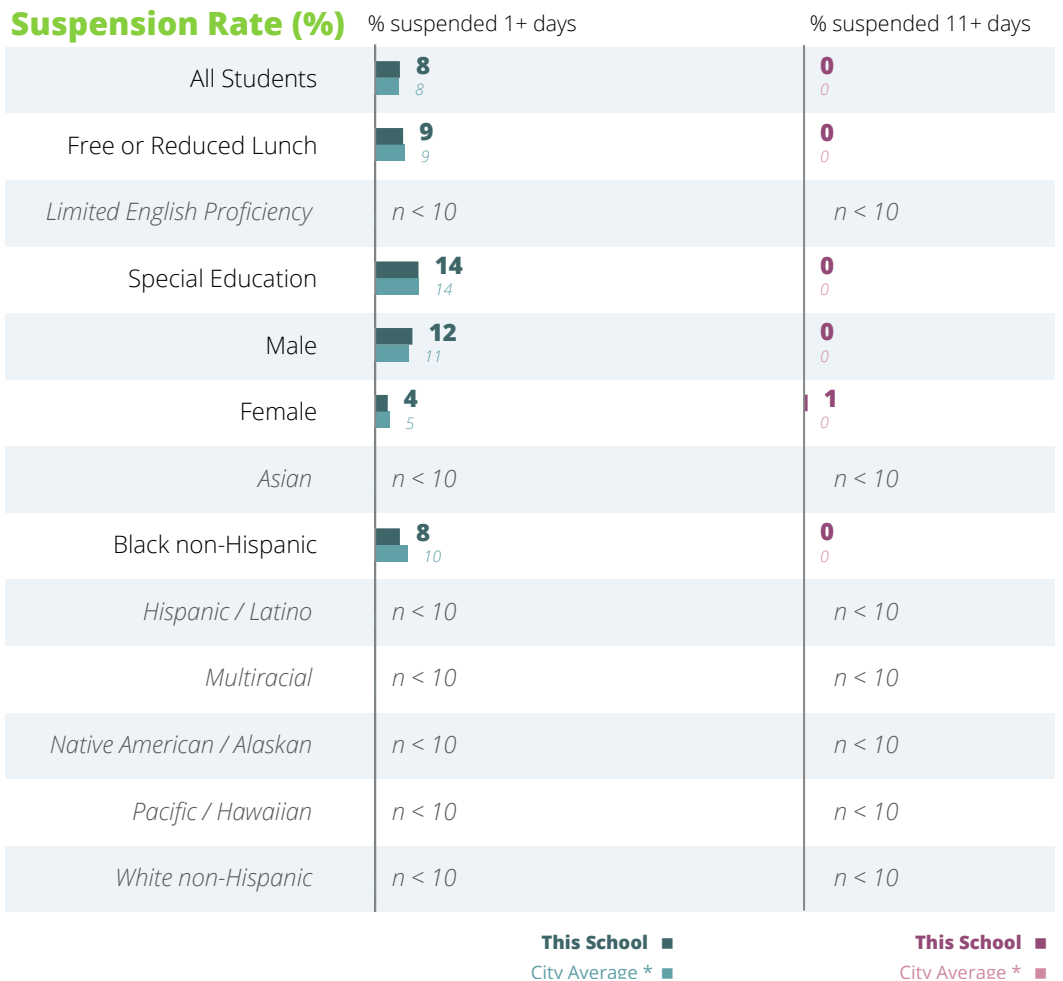 Suspension Rate (%) % suspended 1+ days % suspended 11+ days
All Students 8 0
8 0
Free or Reduced Lunch 9 0
9 0
Limited English Proficiency n < 10 n < 10
Special Education 14 0
14 0
Male 12 0
11 0
Female 4 1
5 0
Asian n < 10 n < 10
Black non-Hispanic 8 0
10 0
Hispanic / Latino n < 10 n < 10
Multiracial n < 10 n < 10
Native American / Alaskan n < 10 n < 10
Pacific / Hawaiian n < 10 n < 10
White non-Hispanic n < 10 n < 10
This School This School
City Average * City Average *